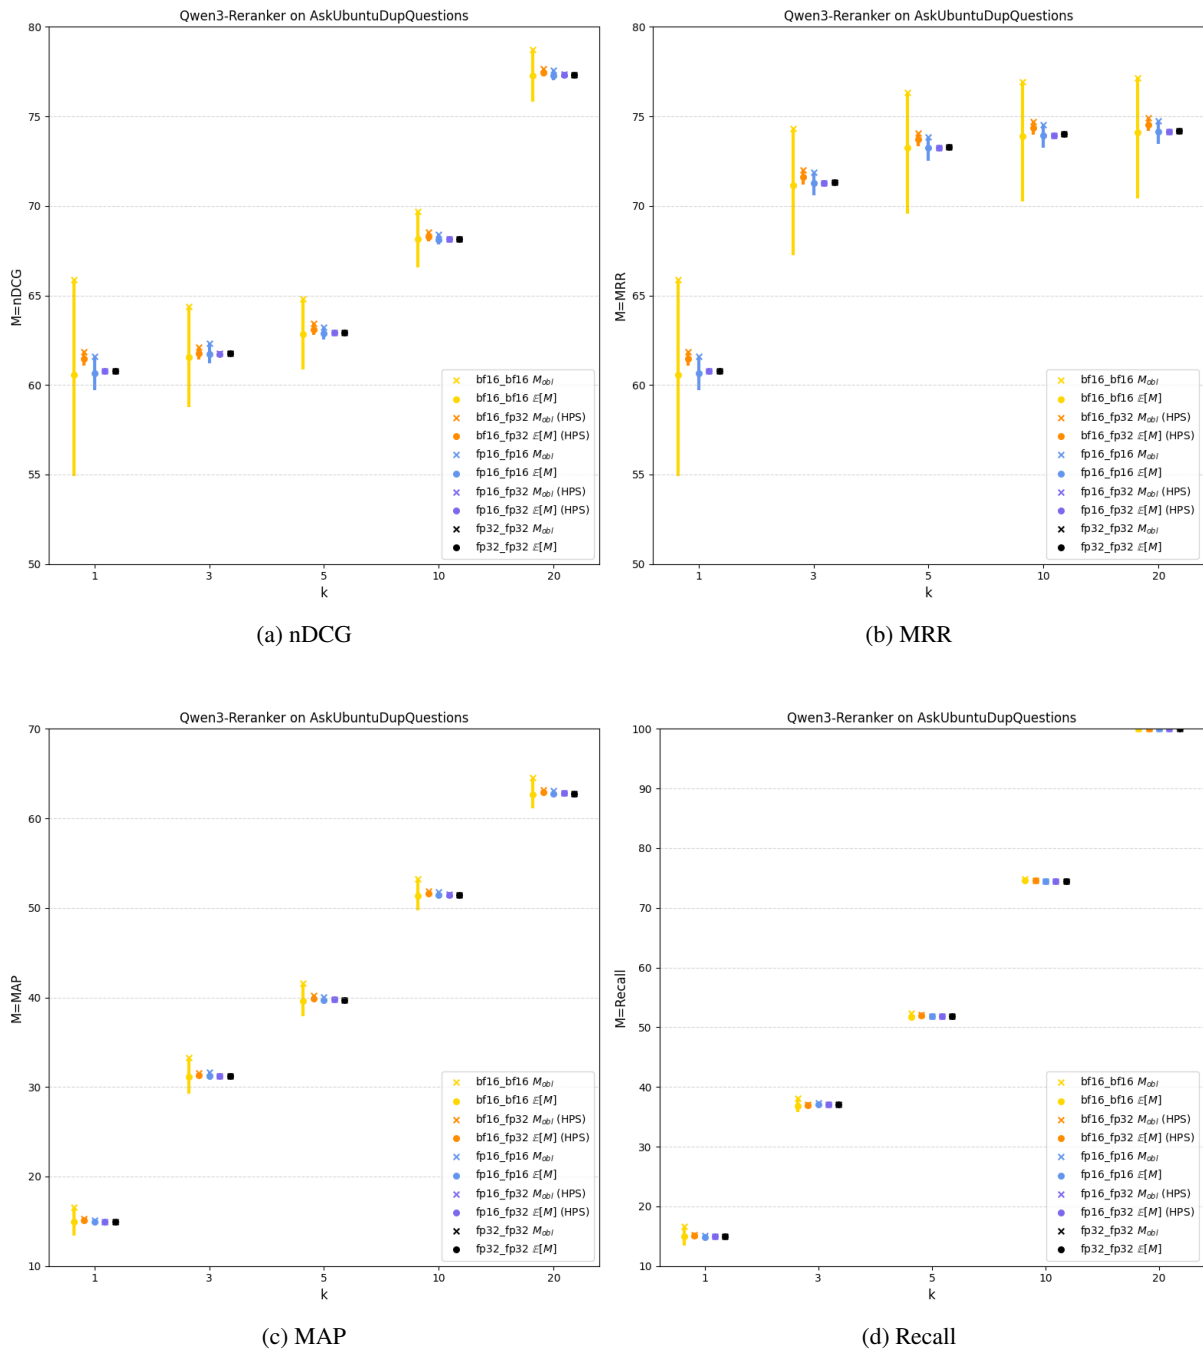 Qwen3-Reranker on AskUbuntuDupQuestions
80
75
70
65
60
55
50
M=nDCG
bf16_bf16 M_obl
bf16_bf16 𝔼[M]
bf16_fp32 M_obl (HPS)
bf16_fp32 𝔼[M] (HPS)
fp16_fp16 M_obl
fp16_fp16 𝔼[M]
fp16_fp32 M_obl (HPS)
fp16_fp32 𝔼[M] (HPS)
fp32_fp32 M_obl
fp32_fp32 𝔼[M]
1 3 5 10 20
k
(a) nDCG
Qwen3-Reranker on AskUbuntuDupQuestions
80
75
70
65
60
55
50
M=MRR
bf16_bf16 M_obl
bf16_bf16 𝔼[M]
bf16_fp32 M_obl (HPS)
bf16_fp32 𝔼[M] (HPS)
fp16_fp16 M_obl
fp16_fp16 𝔼[M]
fp16_fp32 M_obl (HPS)
fp16_fp32 𝔼[M] (HPS)
fp32_fp32 M_obl
fp32_fp32 𝔼[M]
1 3 5 10 20
k
(b) MRR
Qwen3-Reranker on AskUbuntuDupQuestions
70
60
50
40
30
20
10
M=MAP
bf16_bf16 M_obl
bf16_bf16 𝔼[M]
bf16_fp32 M_obl (HPS)
bf16_fp32 𝔼[M] (HPS)
fp16_fp16 M_obl
fp16_fp16 𝔼[M]
fp16_fp32 M_obl (HPS)
fp16_fp32 𝔼[M] (HPS)
fp32_fp32 M_obl
fp32_fp32 𝔼[M]
1 3 5 10 20
k
(c) MAP
Qwen3-Reranker on AskUbuntuDupQuestions
100
90
80
70
60
50
40
30
20
10
M=Recall
bf16_bf16 M_obl
bf16_bf16 𝔼[M]
bf16_fp32 M_obl (HPS)
bf16_fp32 𝔼[M] (HPS)
fp16_fp16 M_obl
fp16_fp16 𝔼[M]
fp16_fp32 M_obl (HPS)
fp16_fp32 𝔼[M] (HPS)
fp32_fp32 M_obl
fp32_fp32 𝔼[M]
1 3 5 10 20
k
(d) Recall